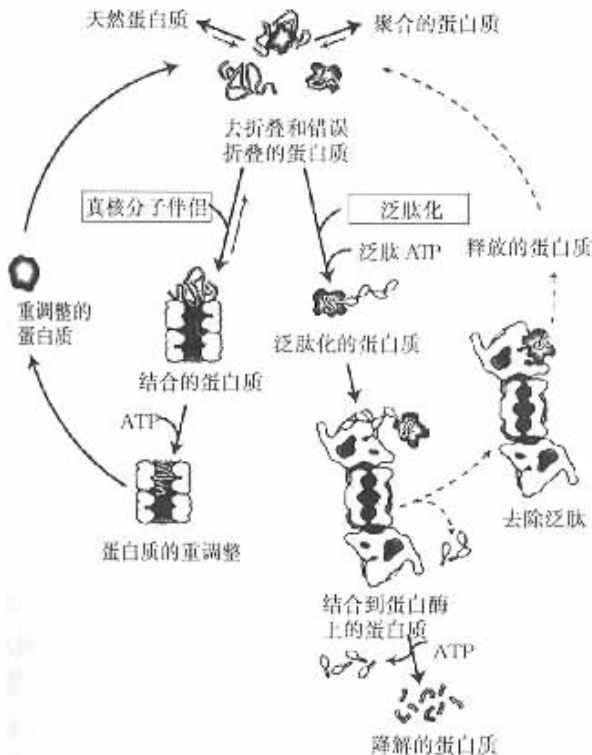 天然蛋白质
聚合的蛋白质
去折叠和错误
折叠的蛋白质
真核分子伴侣
泛肽化
泛肽 ATP
释放的蛋白质
重调整的
蛋白质
泛肽化的蛋白质
结合的蛋白质
ATP
去除泛肽
蛋白质的重调整
结合到蛋白酶
上的蛋白质
ATP
降解的蛋白质